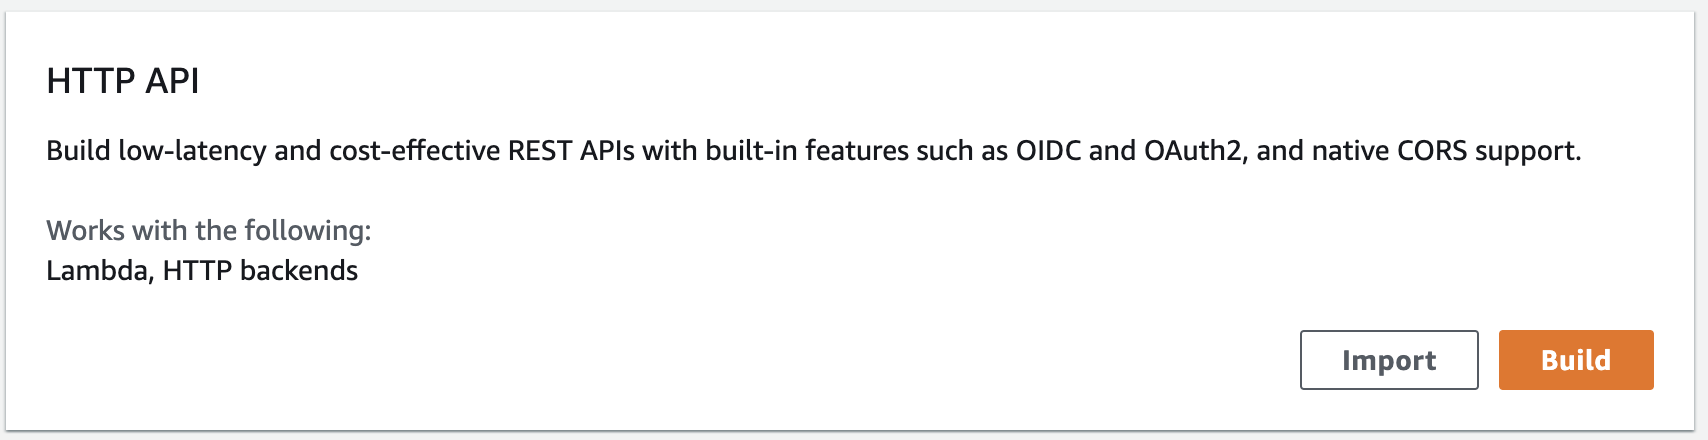 HTTP API
Build low-latency and cost-effective REST APIs with built-in features such as OIDC and OAuth2, and native CORS support.
Works with the following:
Lambda, HTTP backends
Import
Build